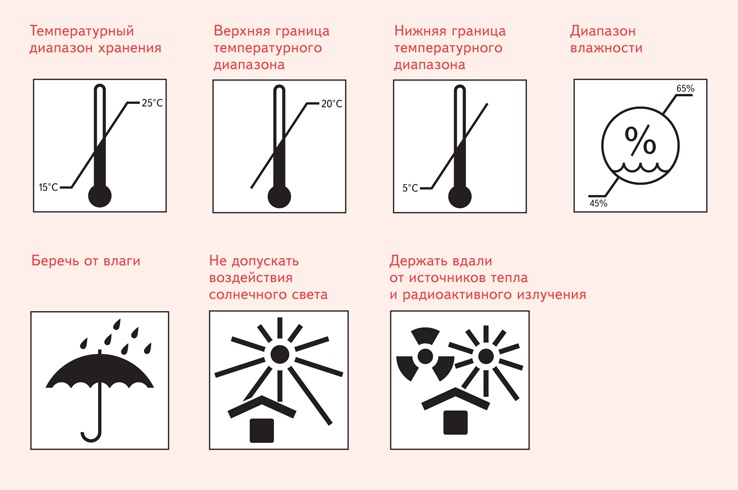 Температурный
диапазон хранения
Верхняя граница
температурного
диапазона
Нижняя граница
температурного
диапазона
Диапазон
влажности
25°C
15°C
20°C
5°C
65%
%
45%
Беречь от влаги
Не допускать
воздействия
солнечного света
Держать вдали
от источников тепла
и радиоактивного излучения